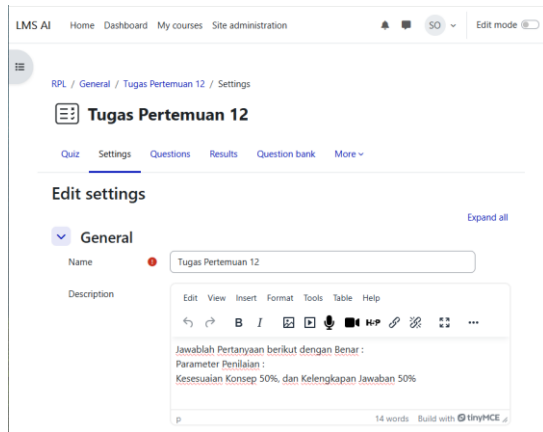 LMS AI Home Dashboard My courses Site administration SO Edit mode
RPL / General / Tugas Pertemuan 12 / Settings
Tugas Pertemuan 12
Quiz Settings Questions Results Question bank More
Edit settings
Expand all
General
Name
Tugas Pertemuan 12
Description
Edit View Insert Format Tools Table Help
B I H-P
Jawablah Pertanyaan berikut dengan Benar :
Parameter Penilaian :
Kesesuaian Konsep 50%, dan Kelengkapan Jawaban 50%
p 14 words Build with tinyMCE